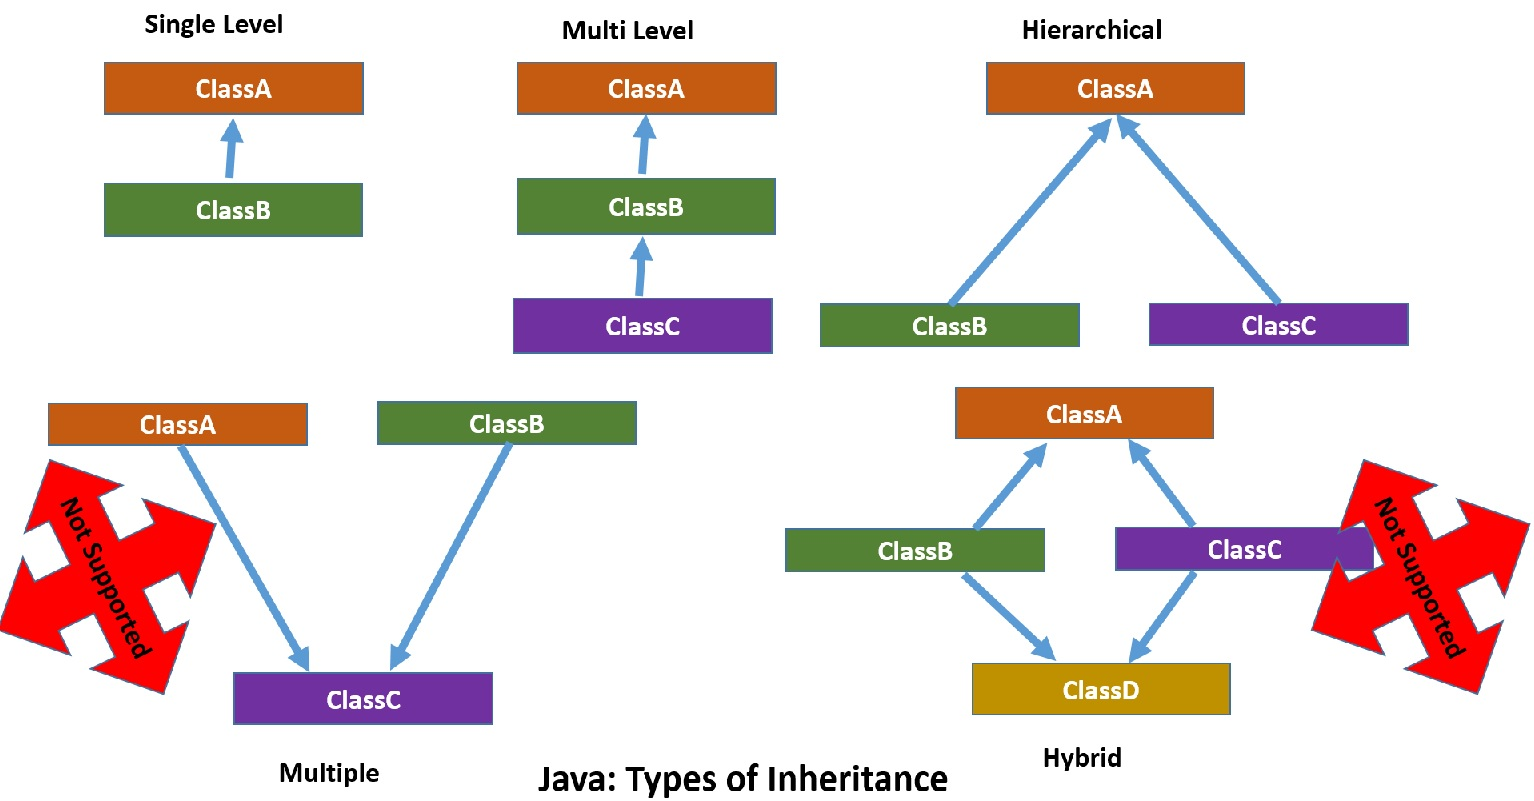 Single Level
Multi Level
Hierarchical
ClassA
ClassA
ClassA
ClassB
ClassB
ClassC
ClassB
ClassC
ClassA
ClassB
ClassA
Not Supported
ClassB
ClassC
Not Supported
ClassC
ClassD
Multiple
Java: Types of Inheritance
Hybrid